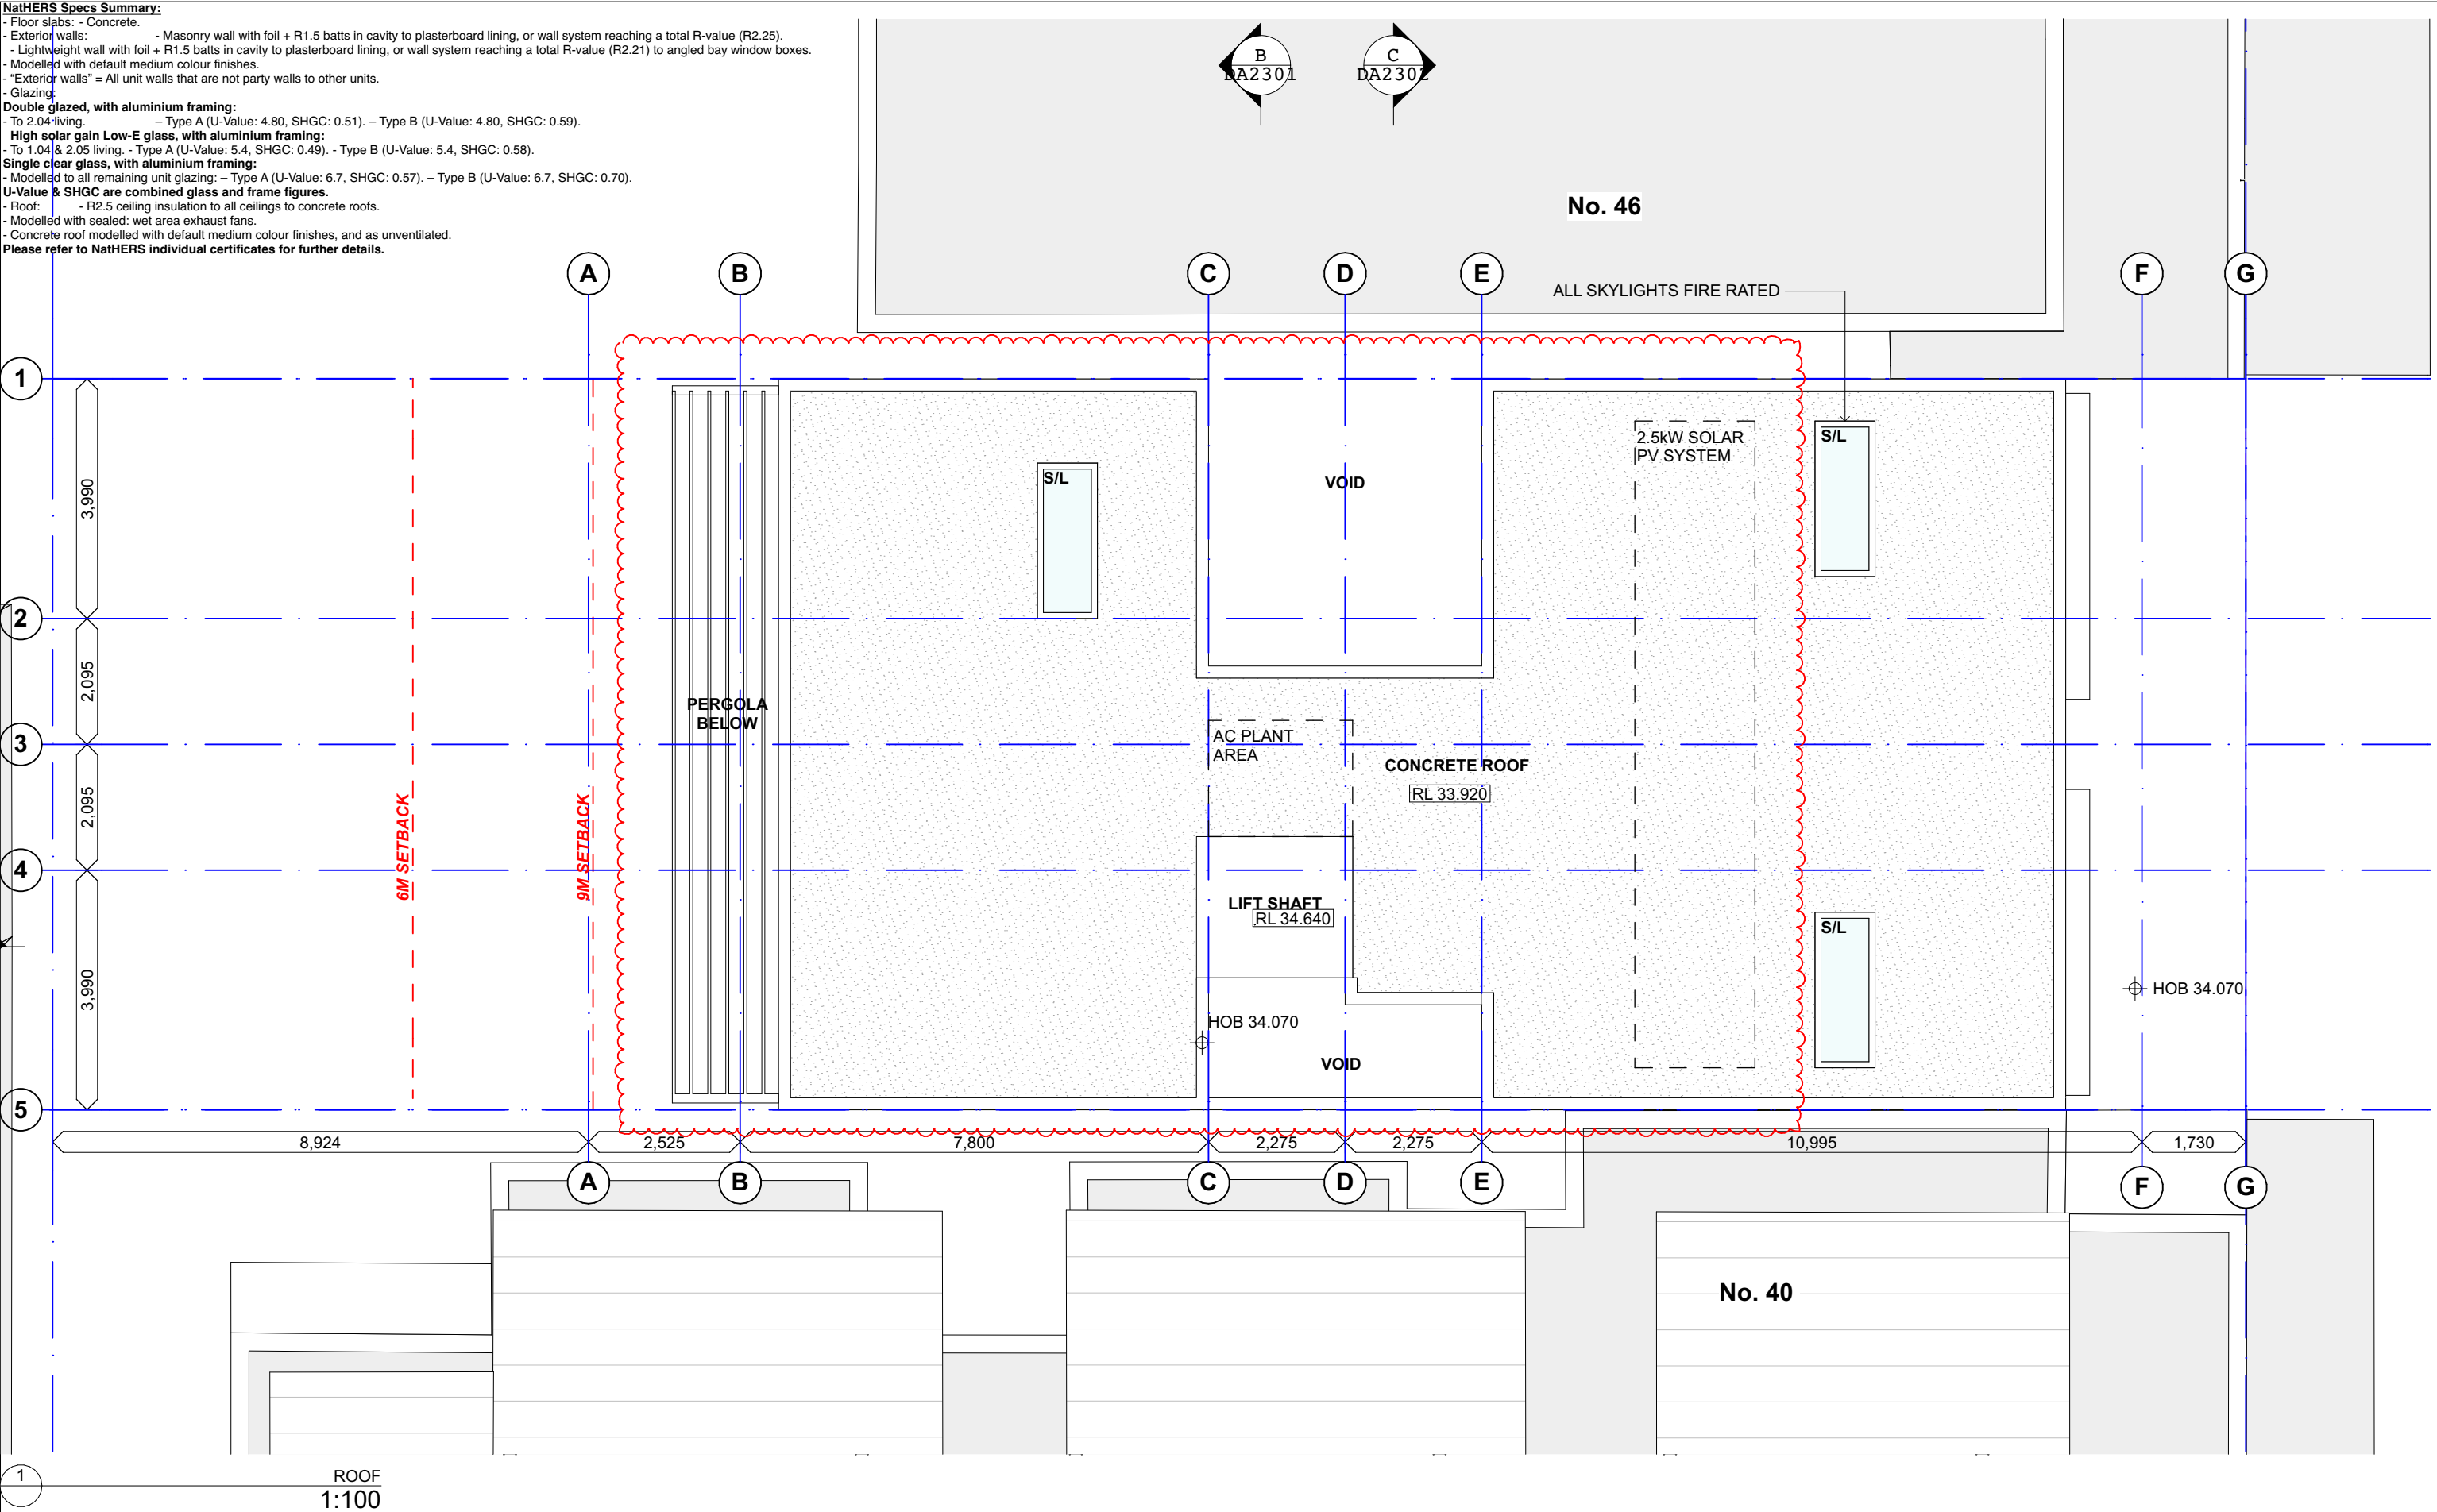 NatHERS Specs Summary:
- Floor slabs: - Concrete.
- Exterior walls: - Masonry wall with foil + R1.5 batts in cavity to plasterboard lining, or wall system reaching a total R-value (R2.25).
- Lightweight wall with foil + R1.5 batts in cavity to plasterboard lining, or wall system reaching a total R-value (R2.21) to angled bay window boxes.
- Modelled with default medium colour finishes.
- “Exterior walls” = All unit walls that are not party walls to other units.
- Glazing:
Double glazed, with aluminium framing:
- To 2.04 living. – Type A (U-Value: 4.80, SHGC: 0.51). – Type B (U-Value: 4.80, SHGC: 0.59).
High solar gain Low-E glass, with aluminium framing:
- To 1.04 & 2.05 living. - Type A (U-Value: 5.4, SHGC: 0.49). - Type B (U-Value: 5.4, SHGC: 0.58).
Single clear glass, with aluminium framing:
- Modelled to all remaining unit glazing: – Type A (U-Value: 6.7, SHGC: 0.57). – Type B (U-Value: 6.7, SHGC: 0.70).
U-Value & SHGC are combined glass and frame figures.
- Roof: - R2.5 ceiling insulation to all ceilings to concrete roofs.
- Modelled with sealed: wet area exhaust fans.
- Concrete roof modelled with default medium colour finishes, and as unventilated.
Please refer to NatHERS individual certificates for further details.
B
DA2301
C
DA2302
No. 46
A
B
C
D
E
F
G
ALL SKYLIGHTS FIRE RATED
1
2
3
4
5
3,990
2,095
2,095
3,990
6M SETBACK
9M SETBACK
PERGOLA
BELOW
S/L
VOID
2.5kW SOLAR
PV SYSTEM
S/L
AC PLANT
AREA
CONCRETE ROOF
RL 33.920
LIFT SHAFT
RL 34.640
S/L
HOB 34.070
HOB 34.070
VOID
8,924
2,525
7,800
2,275
2,275
10,995
1,730
A
B
C
D
E
F
G
No. 40
1
ROOF
1:100